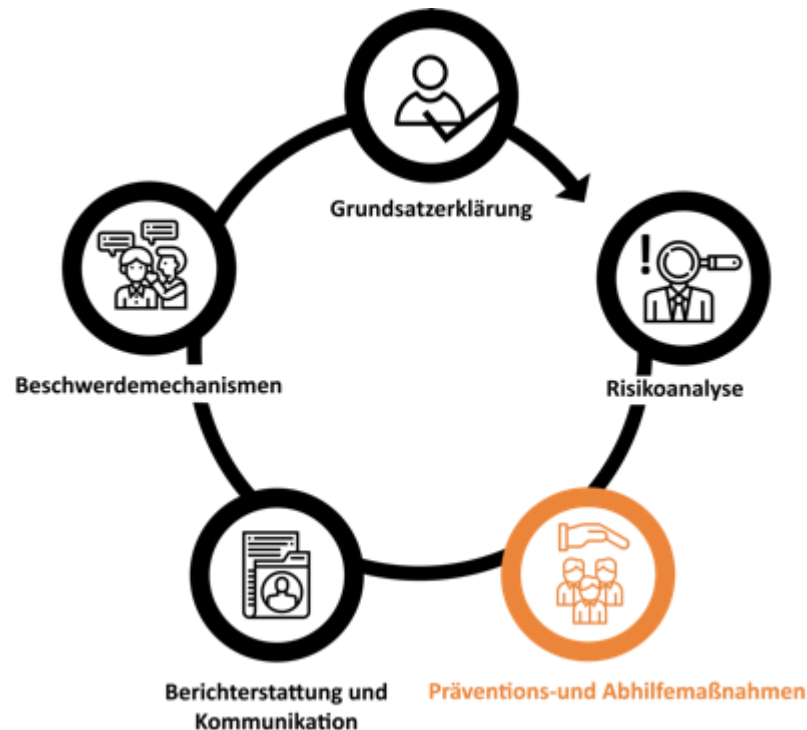 Grundsatzerklärung
Risikoanalyse
Präventions-und Abhilfemaßnahmen
Berichterstattung und
Kommunikation
Beschwerdemechanismen